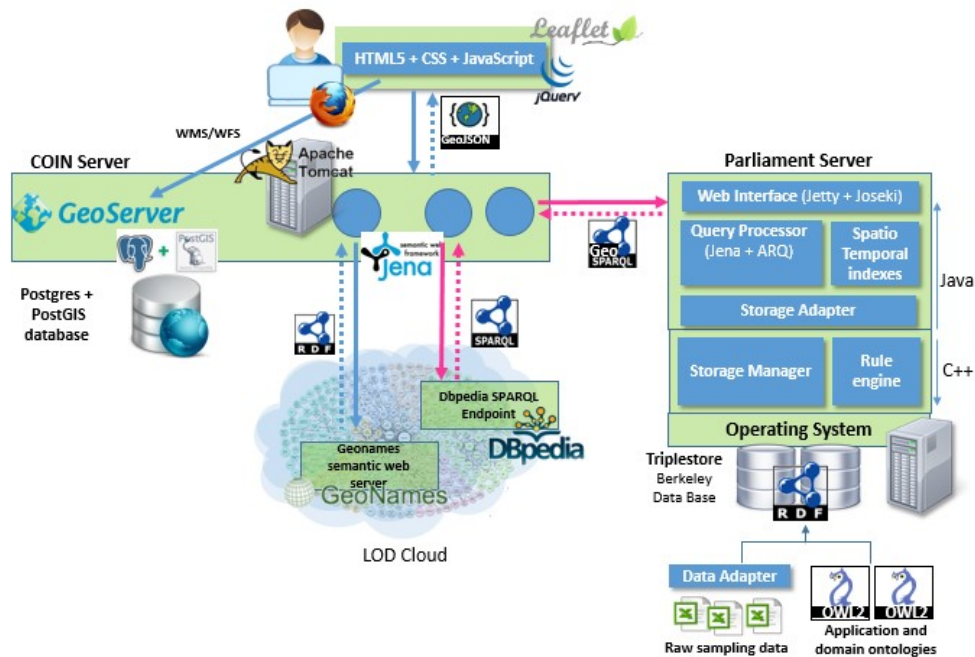 Leaflet
HTML5 + CSS + JavaScript
jQuery
GeoJSON
WMS/WFS
COIN Server
Apache
Tomcat
GeoServer
PostGIS
+
Postgres +
PostGIS
database
semantic web
framework
Jena
RDF
SPARQL
Geo
SPARQL
Dbpedia SPARQL
Endpoint
DBpedia
Geonames
semantic web
server
GeoNames
LOD Cloud
Parliament Server
Web Interface (Jetty + Joseki)
Query Processor
(Jena + ARQ)
Spatio
Temporal
indexes
Storage Adapter
Java
Storage Manager
Rule
engine
C++
Operating System
Triplestore
Berkeley
Data Base
RDF
Data Adapter
OWL2
OWL2
Raw sampling data
Application and
domain ontologies